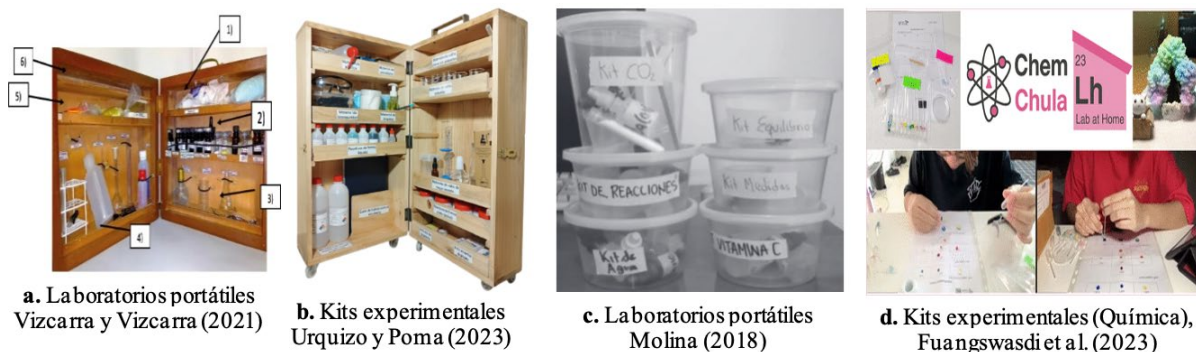 1)
6)
5)
2)
3)
4)
a. Laboratorios portátiles
Vizcarra y Vizcarra (2021)
b. Kits experimentales
Urquizo y Poma (2023)
Kit CO₂
Kit Equilibrio
KIT DE REACCIONES
Kit Medidas
Kit de
Agua
VITAMINA C
c. Laboratorios portátiles
Molina (2018)
Chem
Chula
23
Lh
Lab at Home
d. Kits experimentales (Química),
Fuangswasdi et al. (2023)